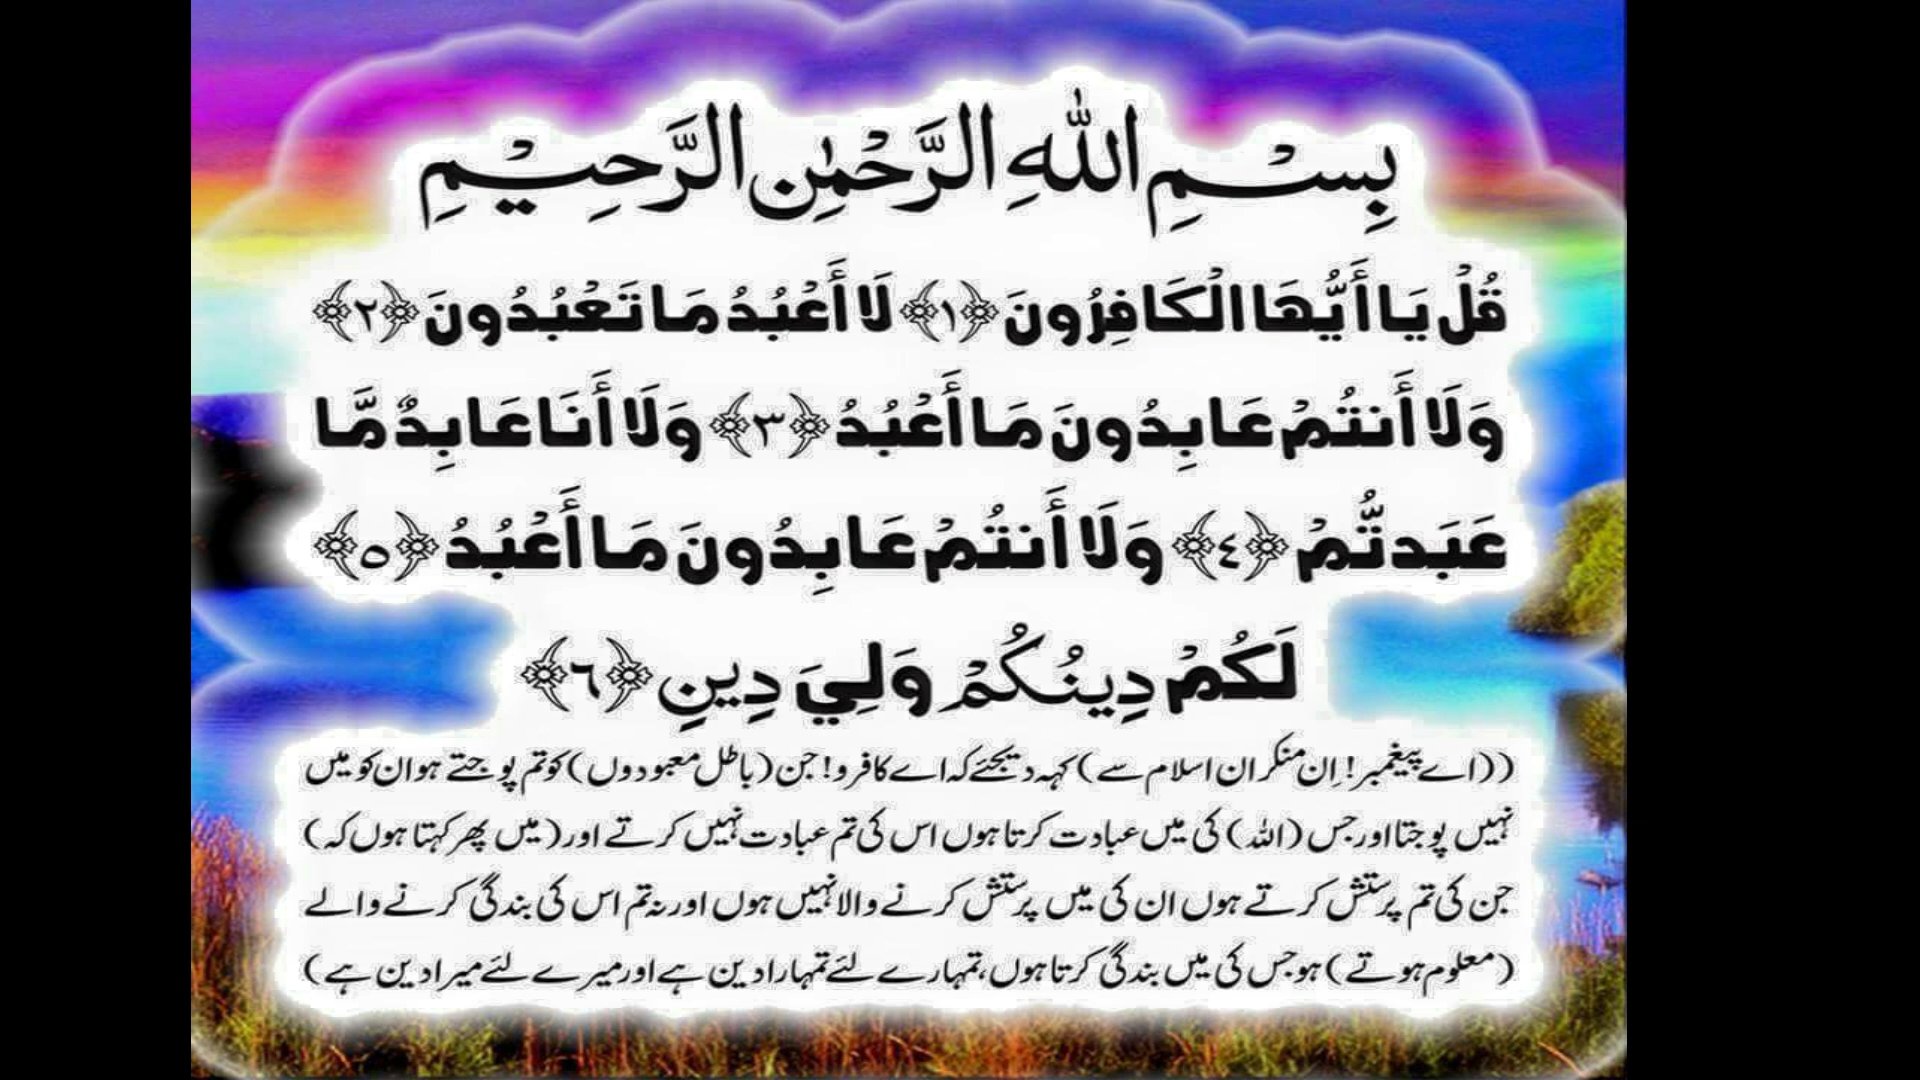 بِسْمِ اللهِ الرَّحْمٰنِ الرَّحِيْمِ
قُلْ يَا أَيُّهَا الْكَافِرُونَ ﴿١﴾ لَا أَعْبُدُ مَا تَعْبُدُونَ ﴿٢﴾
وَلَا أَنتُمْ عَابِدُونَ مَا أَعْبُدُ ﴿٣﴾ وَلَا أَنَا عَابِدٌ مَّا
عَبَدتُّمْ ﴿٤﴾ وَلَا أَنتُمْ عَابِدُونَ مَا أَعْبُدُ ﴿٥﴾
لَكُمْ دِينُكُمْ وَلِيَ دِينِ ﴿٦﴾
((اے پیغمبر! اِن منکران اسلام سے) کہہ دیجئے کہ اے کافرو! جن (باطل معبودوں) کو تم پوجتے ہو ان کو میں
نہیں پوجتا اور جس (اللہ) کی میں عبادت کرتا ہوں اس کی تم عبادت نہیں کرتے اور (میں پھر کہتا ہوں کہ)
جن کی تم پرستش کرتے ہوں ان کی میں پرستش کرنے والا نہیں ہوں اور نہ تم اس کی بندگی کرنے والے
(معلوم ہوتے) ہو جس کی میں بندگی کرتا ہوں، تمہارے لئے تمہارا دین ہے اور میرے لئے میرا دین ہے)